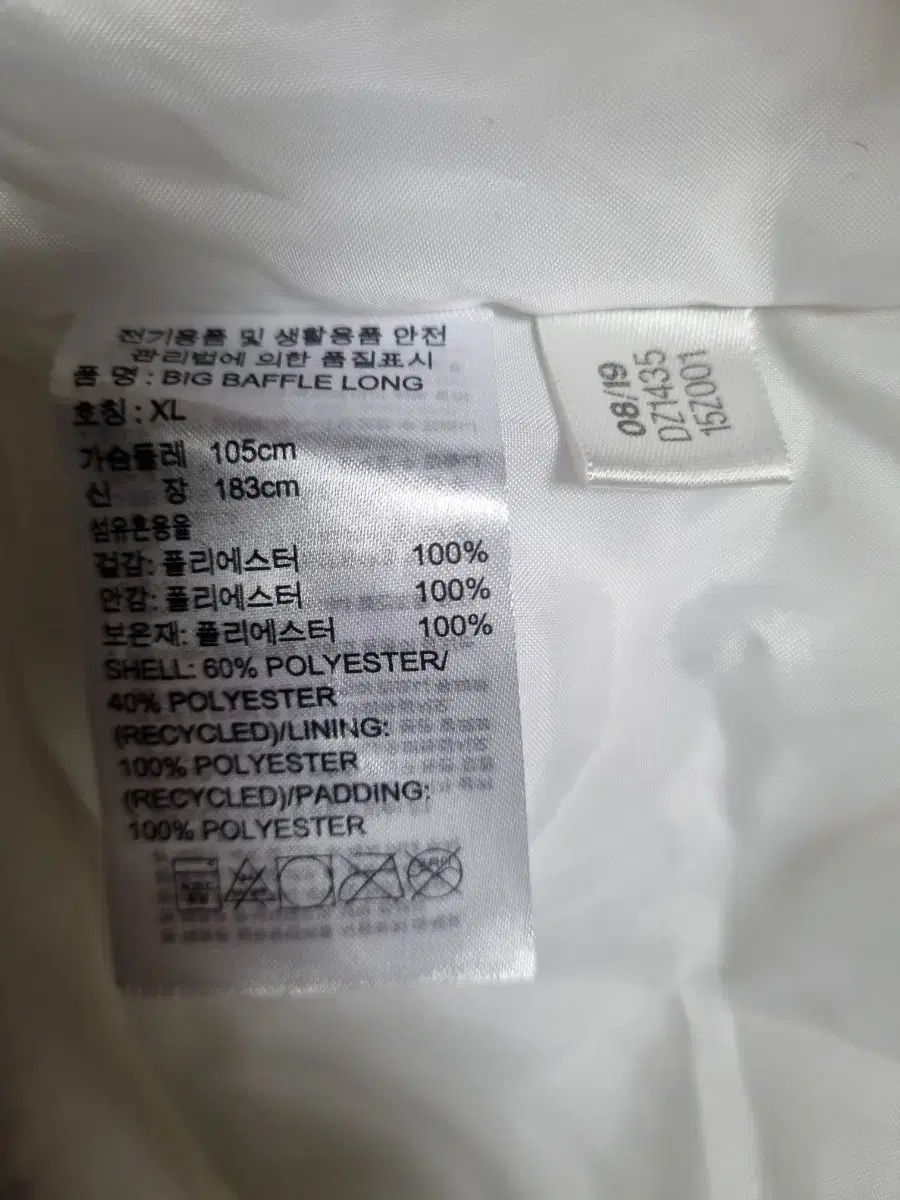 전기용품 및 생활용품 안전
관리법에 의한 품질표시
품 명 : BIG BAFFLE LONG
호칭 : XL
가슴둘레 105cm
신 장 183cm
섬유혼용율
겉감: 폴리에스터 100%
안감: 폴리에스터 100%
보온재: 폴리에스터 100%
SHELL: 60% POLYESTER/
40% POLYESTER
(RECYCLED)/LINING:
100% POLYESTER
(RECYCLED)/PADDING:
100% POLYESTER
08/19
DZ1435
15Z001